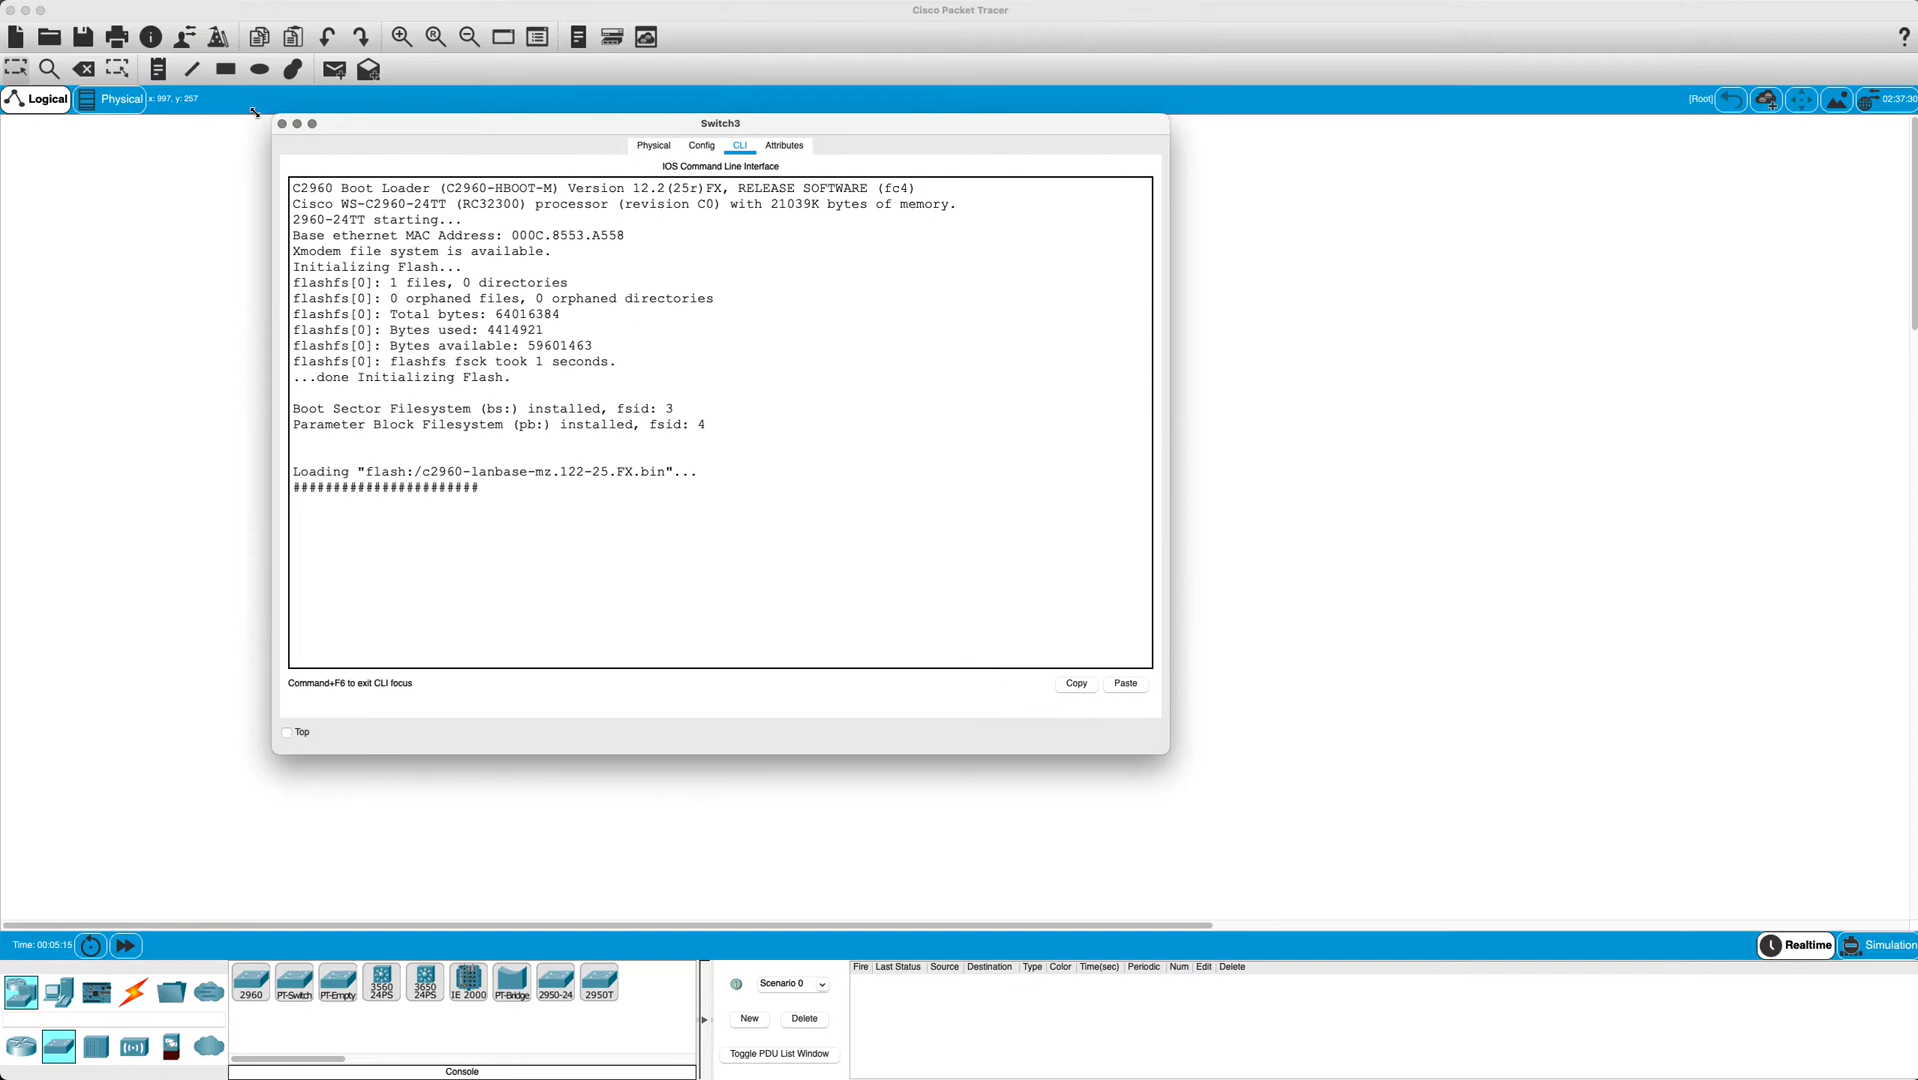 Cisco Packet Tracer
Logical
Physical
x: 997, y: 257
[Root]
02:37:30
Switch3
Physical Config CLI Attributes
IOS Command Line Interface
C2960 Boot Loader (C2960-HBOOT-M) Version 12.2(25r)FX, RELEASE SOFTWARE (fc4)
Cisco WS-C2960-24TT (RC32300) processor (revision C0) with 21039K bytes of memory.
2960-24TT starting...
Base ethernet MAC Address: 000C.8553.A558
Xmodem file system is available.
Initializing Flash...
flashfs[0]: 1 files, 0 directories
flashfs[0]: 0 orphaned files, 0 orphaned directories
flashfs[0]: Total bytes: 64016384
flashfs[0]: Bytes used: 4414921
flashfs[0]: Bytes available: 59601463
flashfs[0]: flashfs fsck took 1 seconds.
...done Initializing Flash.
Boot Sector Filesystem (bs:) installed, fsid: 3
Parameter Block Filesystem (pb:) installed, fsid: 4
Loading "flash:/c2960-lanbase-mz.122-25.FX.bin"...
#######################
Command+F6 to exit CLI focus
Copy
Paste
Top
Time: 00:05:15
Realtime
Simulation
2960
PT-Switch
PT-Empty
3560 24PS
3650 24PS
IE 2000
PT-Bridge
2950-24
2950T
Console
Scenario 0
New
Delete
Toggle PDU List Window
Fire Last Status Source Destination Type Color Time(sec) Periodic Num Edit Delete